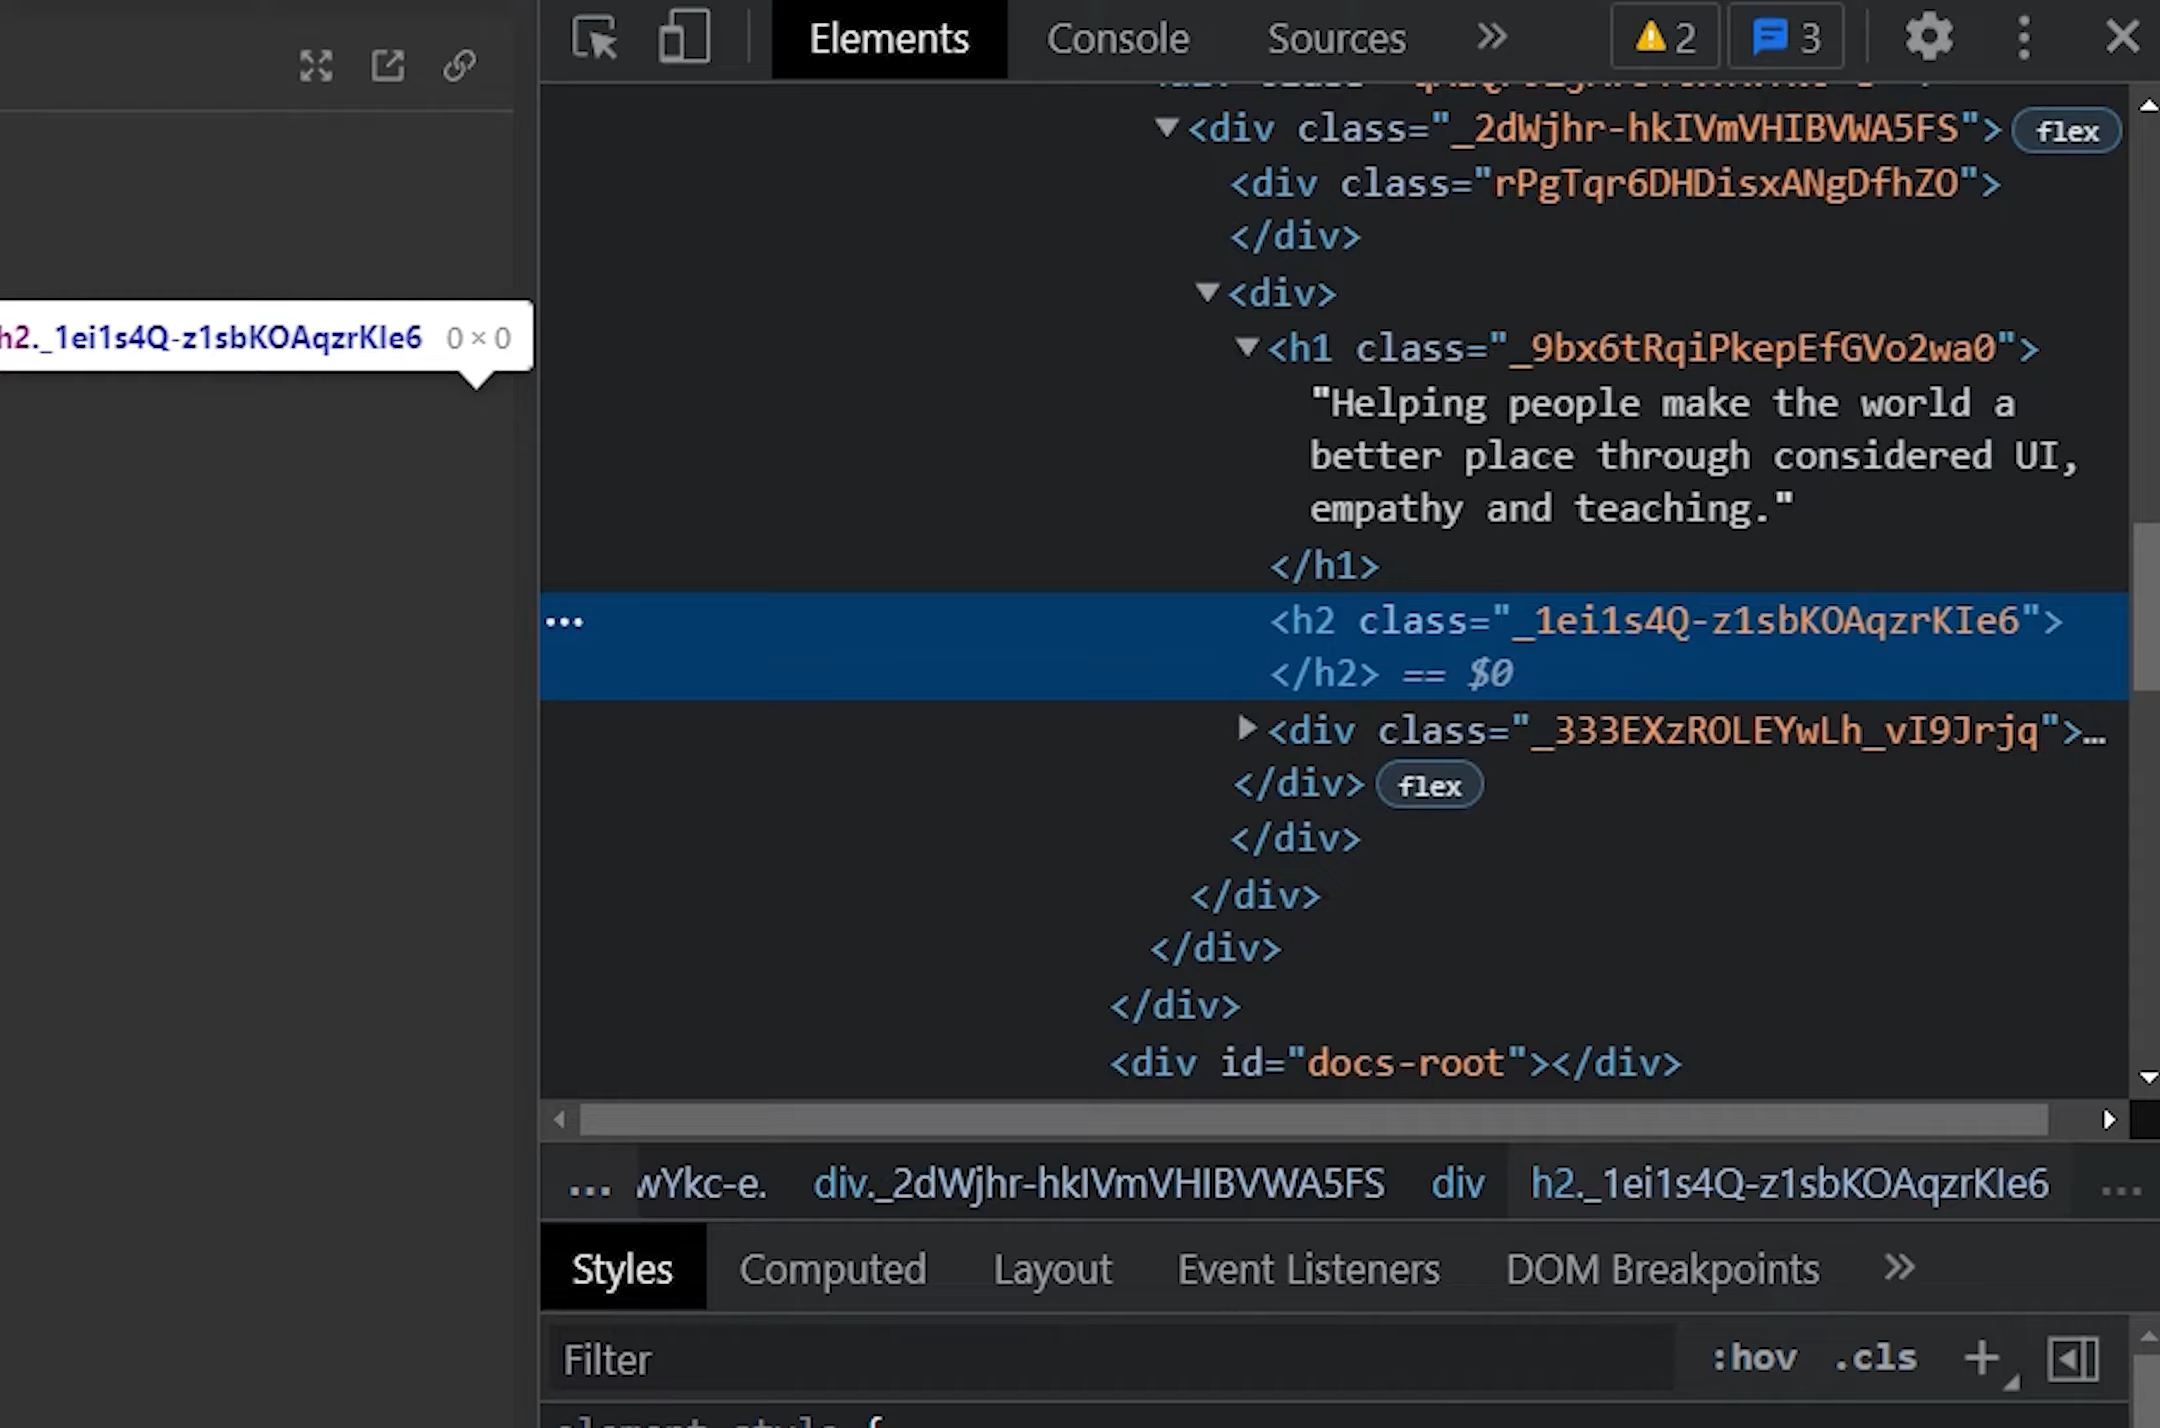 Elements Console Sources » 2 3
<div class="_2dWjhr-hkIVmVHIBVWA5FS"> flex
<div class="rPgTqr6DHDisxANgDfhZO">
</div>
<div>
h2._1ei1s4Q-z1sbKOAqzrKIe6 0 × 0
<h1 class="_9bx6tRqiPkepEfGVo2wa0">
"Helping people make the world a
better place through considered UI,
empathy and teaching."
</h1>
... <h2 class="_1ei1s4Q-z1sbKOAqzrKIe6">
</h2> == $0
<div class="_333EXzROLEYwLh_vI9Jrjq">…
</div> flex
</div>
</div>
</div>
</div>
<div id="docs-root"></div>
... wYkc-e. div._2dWjhr-hkIVmVHIBVWA5FS div h2._1ei1s4Q-z1sbKOAqzrKIe6 ...
Styles Computed Layout Event Listeners DOM Breakpoints »
Filter :hov .cls +
element.style {